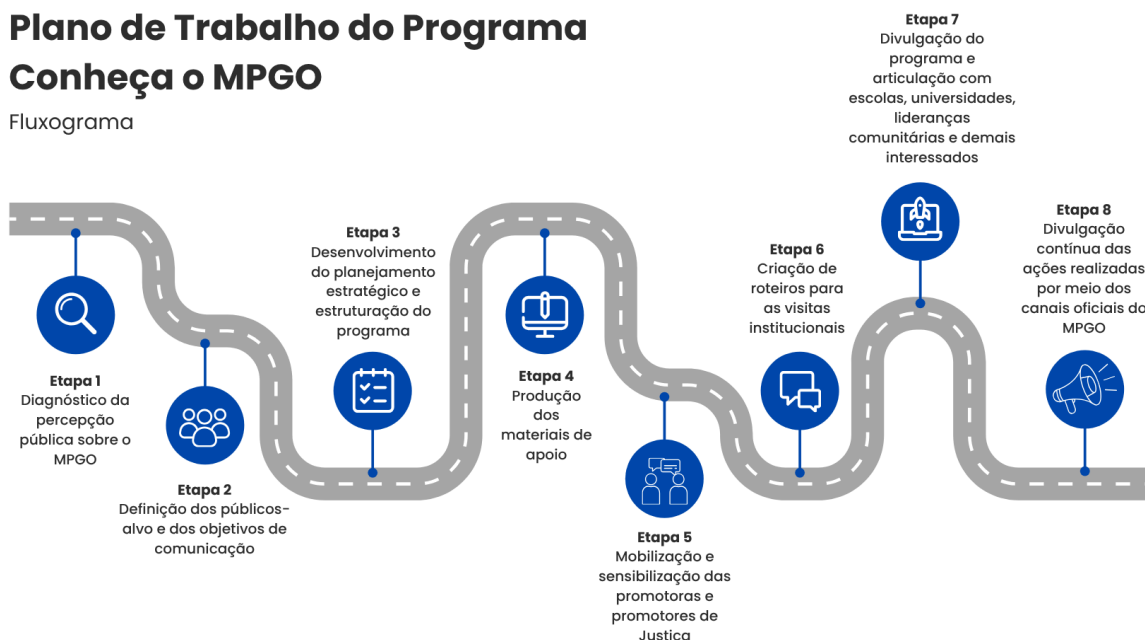 Plano de Trabalho do Programa
Conheça o MPGO
Fluxograma
Etapa 1
Diagnóstico da
percepção
pública sobre o
MPGO
Etapa 2
Definição dos públicos-
alvo e dos objetivos de
comunicação
Etapa 3
Desenvolvimento
do planejamento
estratégico e
estruturação do
programa
Etapa 4
Produção
dos
materiais de
apoio
Etapa 5
Mobilização e
sensibilização das
promotoras e
promotores de
Justiça
Etapa 6
Criação de
roteiros para
as visitas
institucionais
Etapa 7
Divulgação do
programa e
articulação com
escolas, universidades,
lideranças
comunitárias e demais
interessados
Etapa 8
Divulgação
contínua das
ações realizadas
por meio dos
canais oficiais do
MPGO